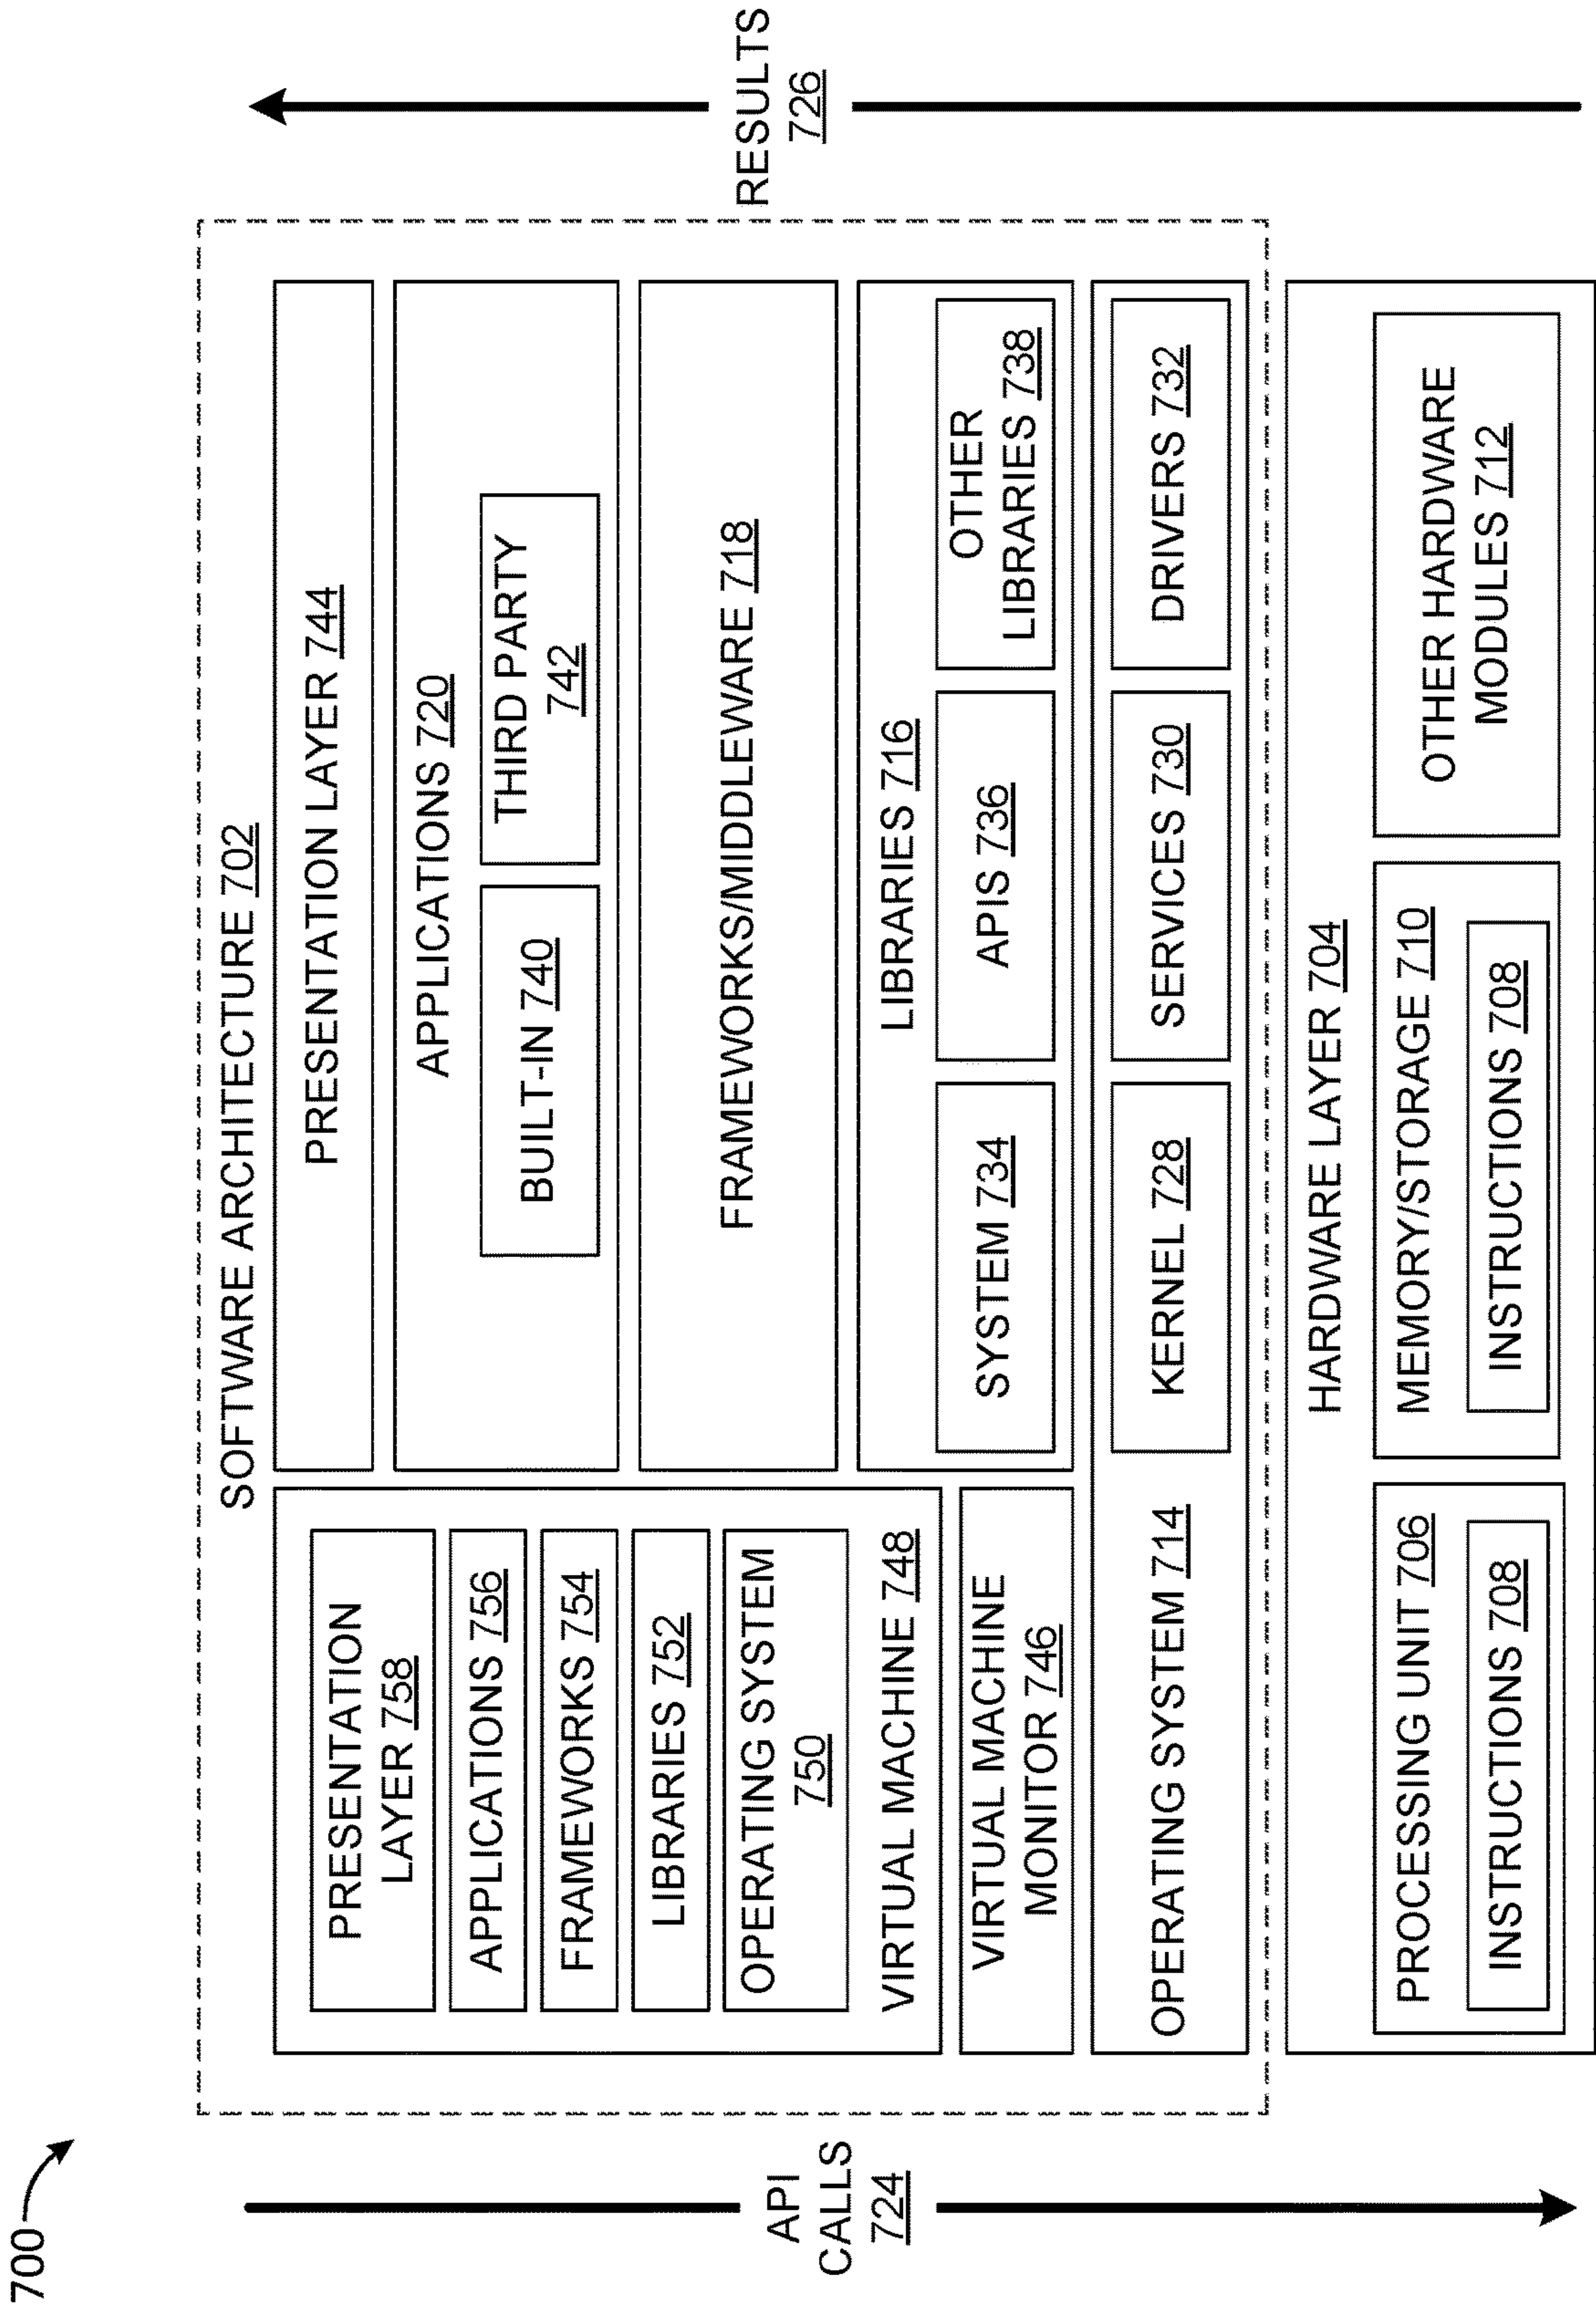 700
SOFTWARE ARCHITECTURE 702
PRESENTATION
LAYER 758
APPLICATIONS 756
FRAMEWORKS 754
LIBRARIES 752
OPERATING SYSTEM
750
VIRTUAL MACHINE 748
VIRTUAL MACHINE
MONITOR 746
PRESENTATION LAYER 744
APPLICATIONS 720
BUILT-IN 740
THIRD PARTY
742
FRAMEWORKS/MIDDLEWARE 718
LIBRARIES 716
SYSTEM 734
APIS 736
OTHER
LIBRARIES 738
OPERATING SYSTEM 714
KERNEL 728
SERVICES 730
DRIVERS 732
API
CALLS
724
RESULTS
726
HARDWARE LAYER 704
PROCESSING UNIT 706
INSTRUCTIONS 708
MEMORY/STORAGE 710
INSTRUCTIONS 708
OTHER HARDWARE
MODULES 712